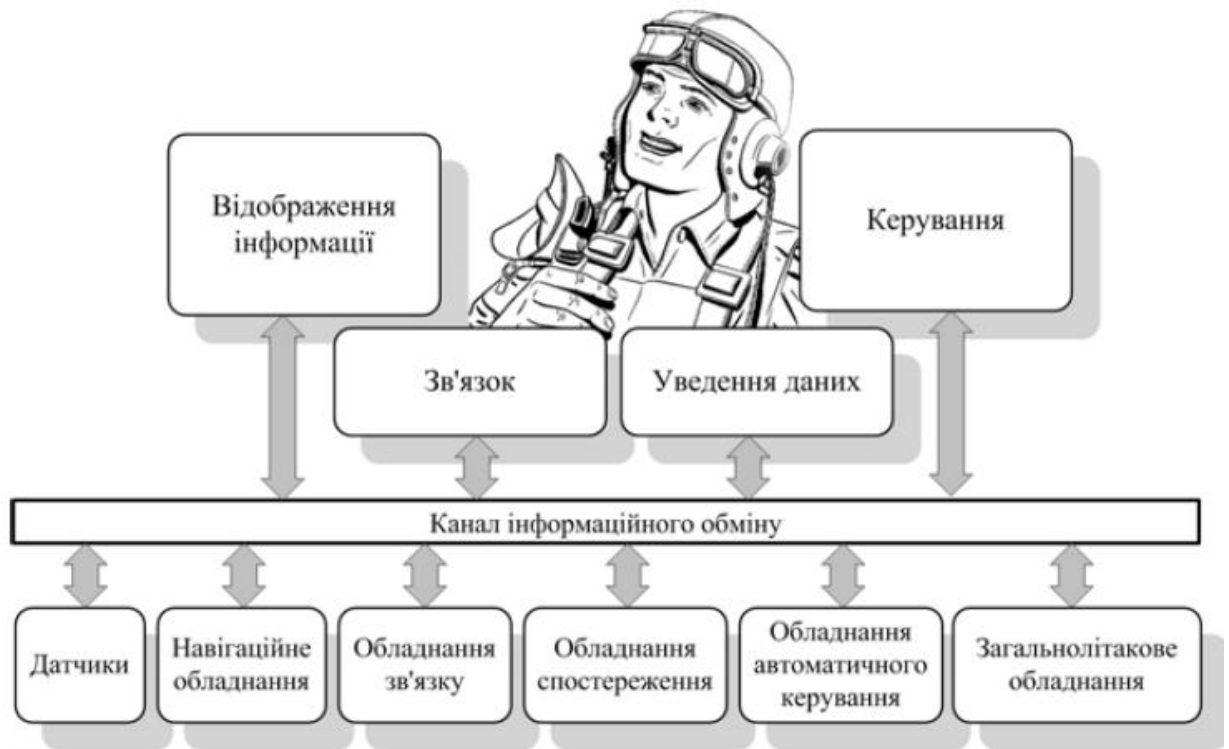 Відображення
інформації
Керування
Зв'язок
Уведення даних
Канал інформаційного обміну
Датчики
Навігаційне
обладнання
Обладнання
зв'язку
Обладнання
спостереження
Обладнання
автоматичного
керування
Загальнолітакове
обладнання